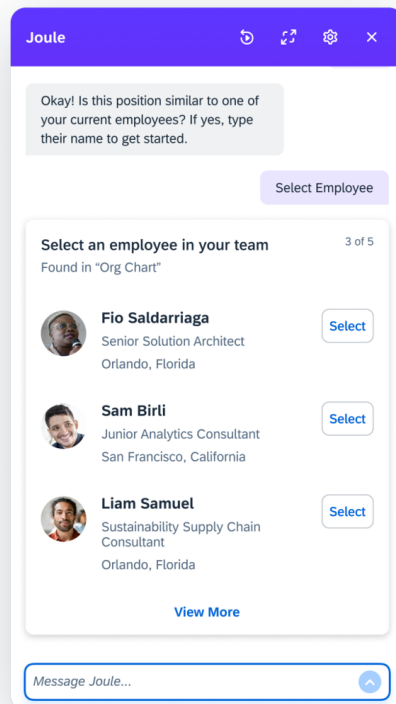 Joule
Okay! Is this position similar to one of
your current employees? If yes, type
their name to get started.
Select Employee
Select an employee in your team
3 of 5
Found in “Org Chart”
Fio Saldarriaga
Senior Solution Architect
Orlando, Florida
Select
Sam Birli
Junior Analytics Consultant
San Francisco, California
Select
Liam Samuel
Sustainability Supply Chain
Consultant
Orlando, Florida
Select
View More
Message Joule...